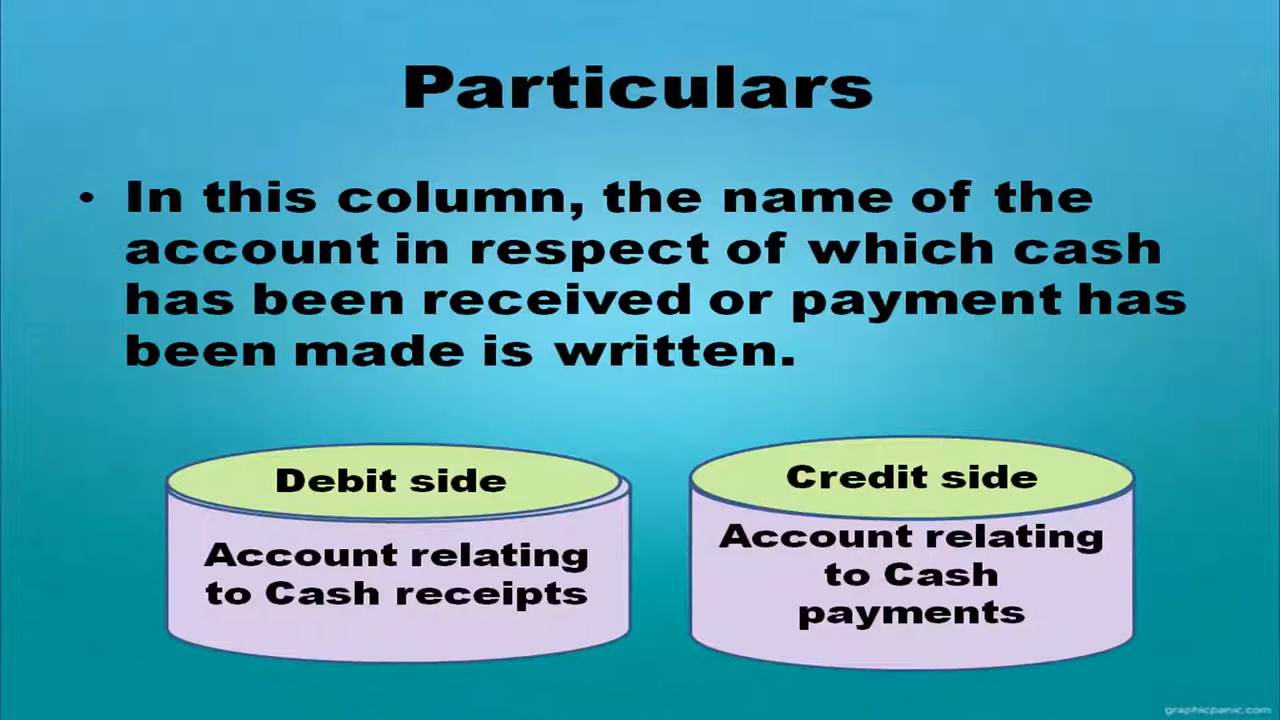 Particulars
• In this column, the name of the
account in respect of which cash
has been received or payment has
been made is written.
Debit side
Account relating
to Cash receipts
Credit side
Account relating
to Cash
payments
graphicpanic.com